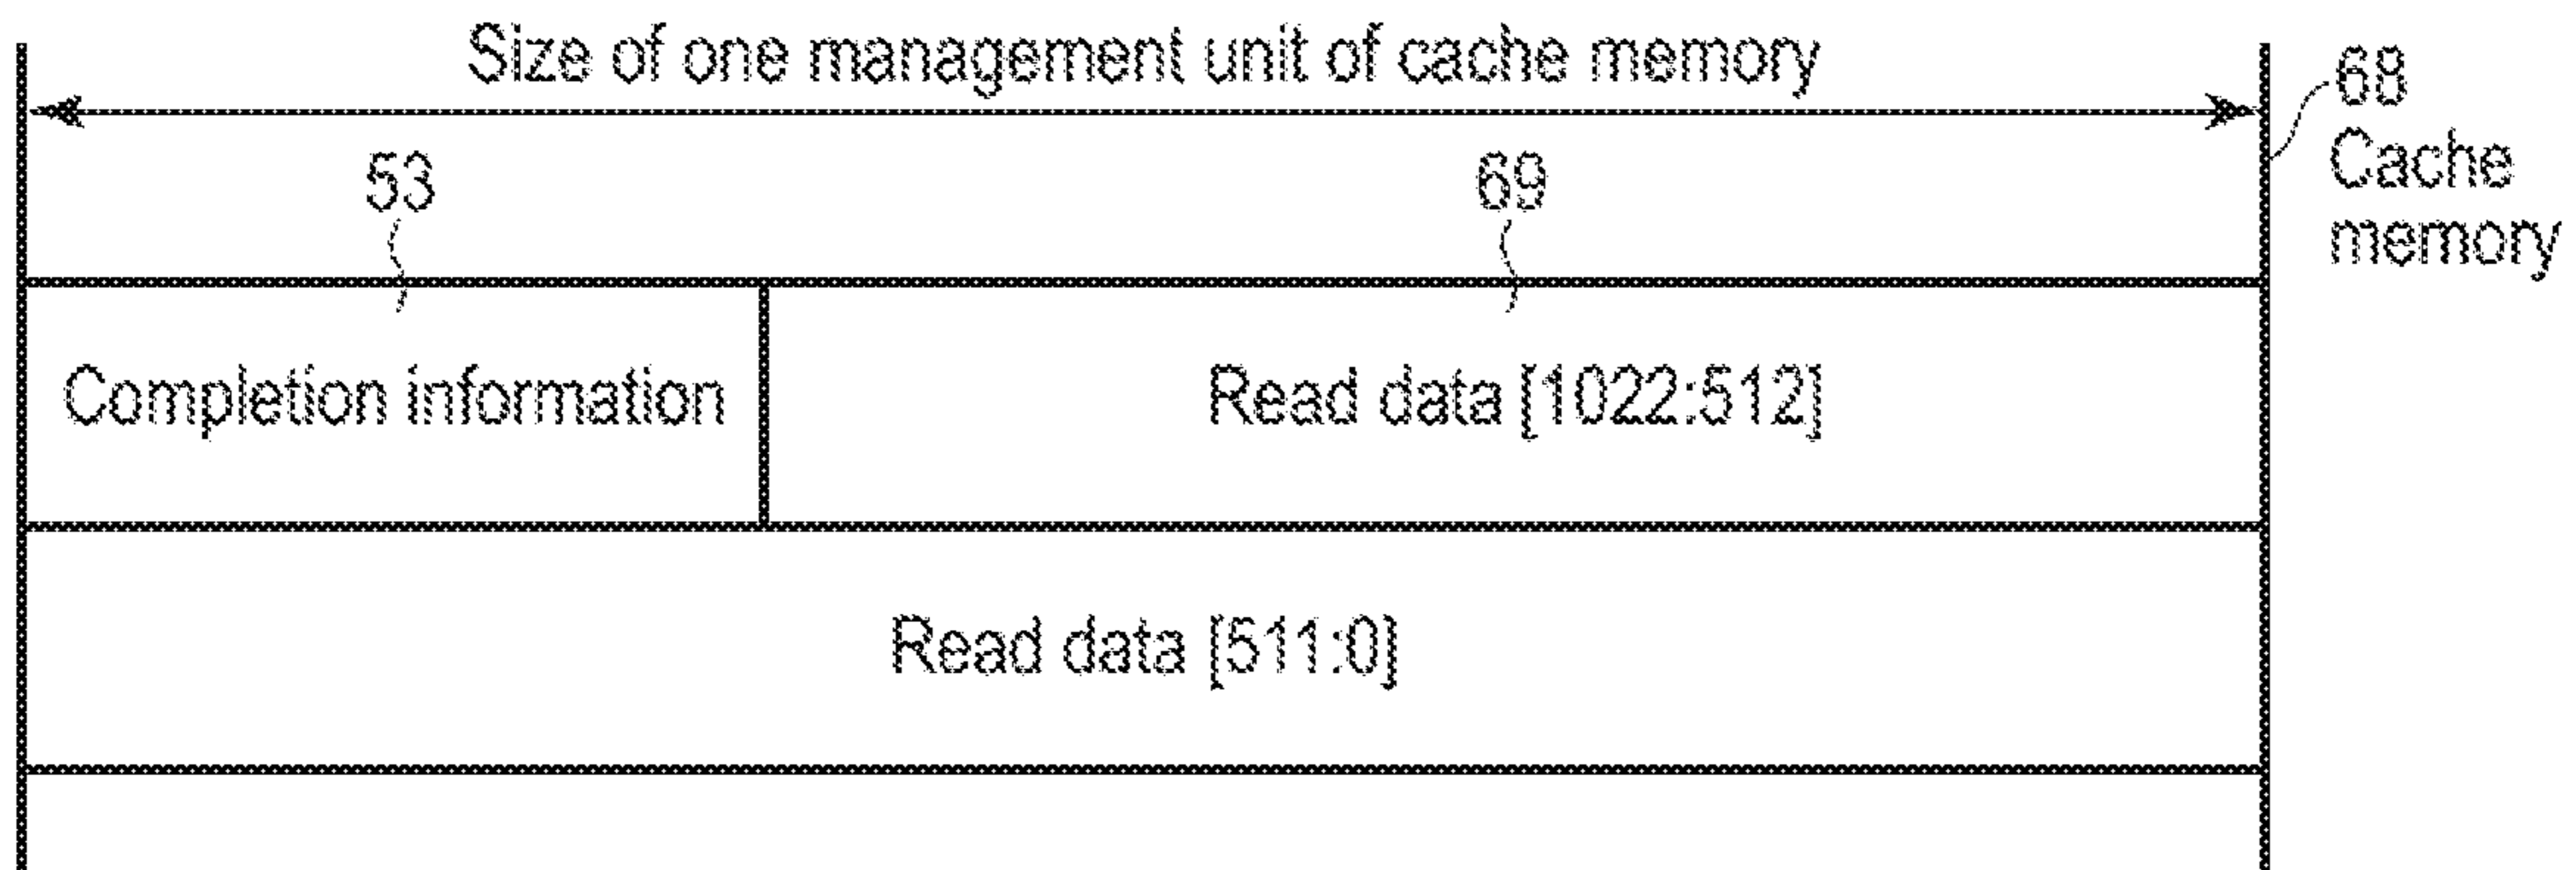 Size of one management unit of cache memory
68
Cache
memory
53
69
Completion information
Read data [1022:512]
Read data [511:0]